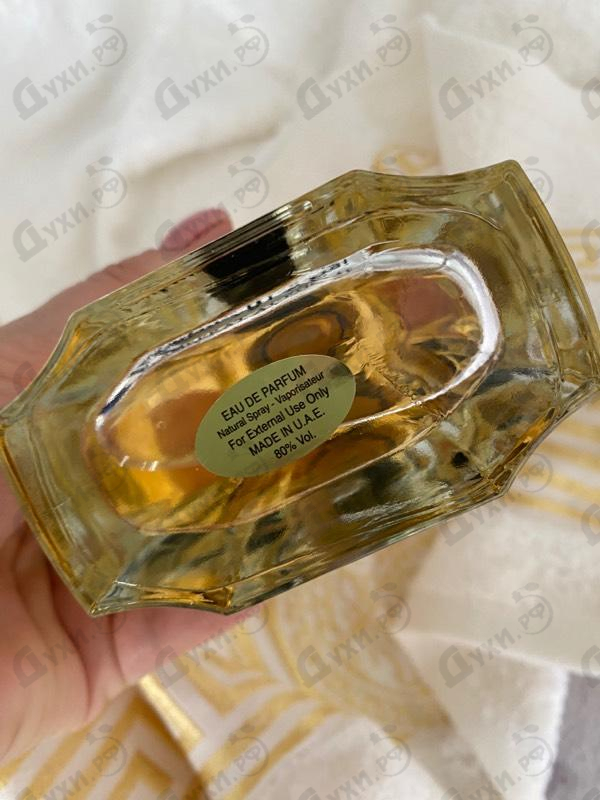 EAU DE PARFUM
Natural Spray - Vaporisateur
For External Use Only
MADE IN U.A.E.
80% Vol.
Духи.РФ